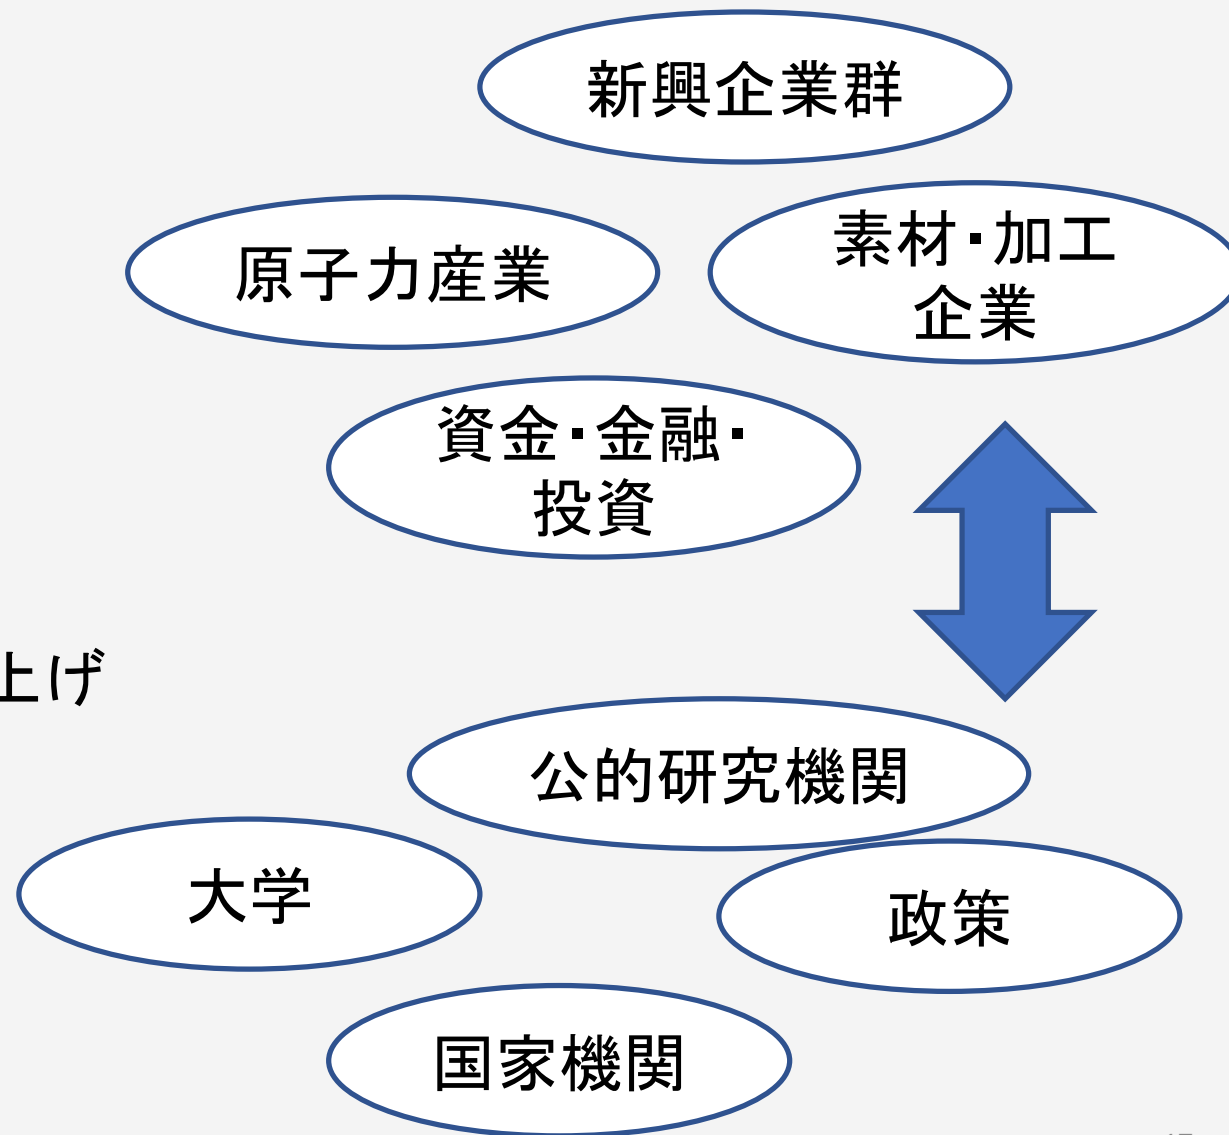 新興企業群
原子力産業
素材・加工
企業
資金・金融・
投資
上げ
公的研究機関
大学
政策
国家機関